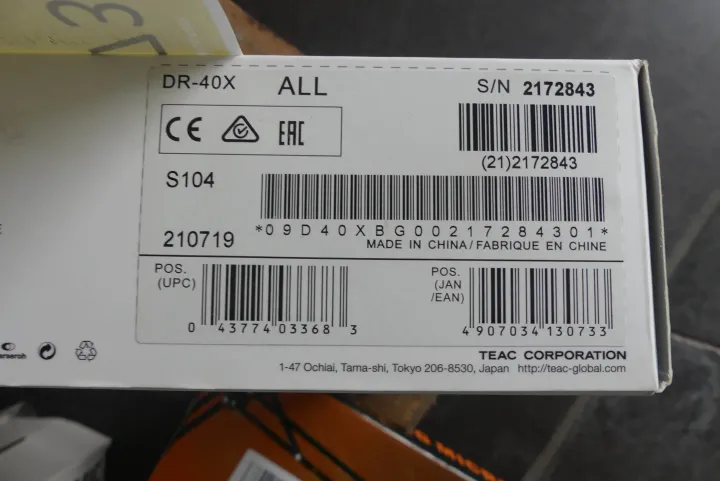 DR-40X ALL S/N 2172843
CE EAC
(21)2172843
S104
*09D40XBG00217284301*
210719
MADE IN CHINA/FABRIQUE EN CHINE
POS.
(UPC)
0 43774 03368 3
POS.
(JAN
/EAN)
4 907034 130733
TEAC CORPORATION
1-47 Ochiai, Tama-shi, Tokyo 206-8530, Japan http://teac-global.com